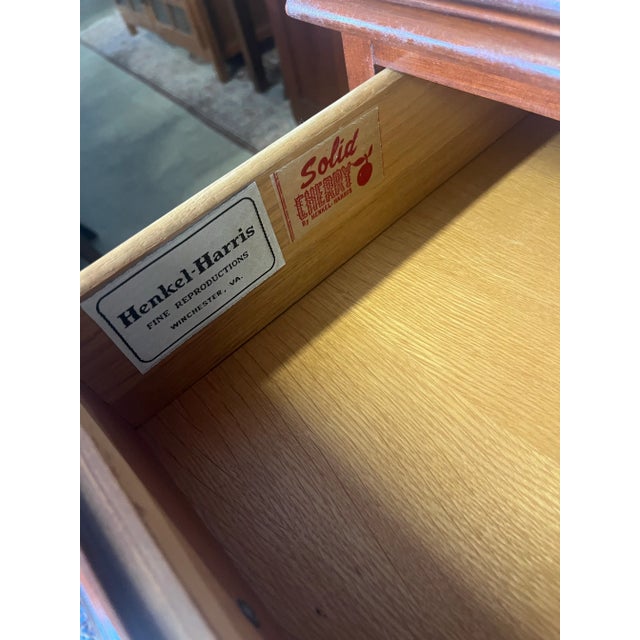 Henkel-Harris
FINE REPRODUCTIONS
WINCHESTER, VA.
Solid
CHERRY
By HENKEL-HARRIS